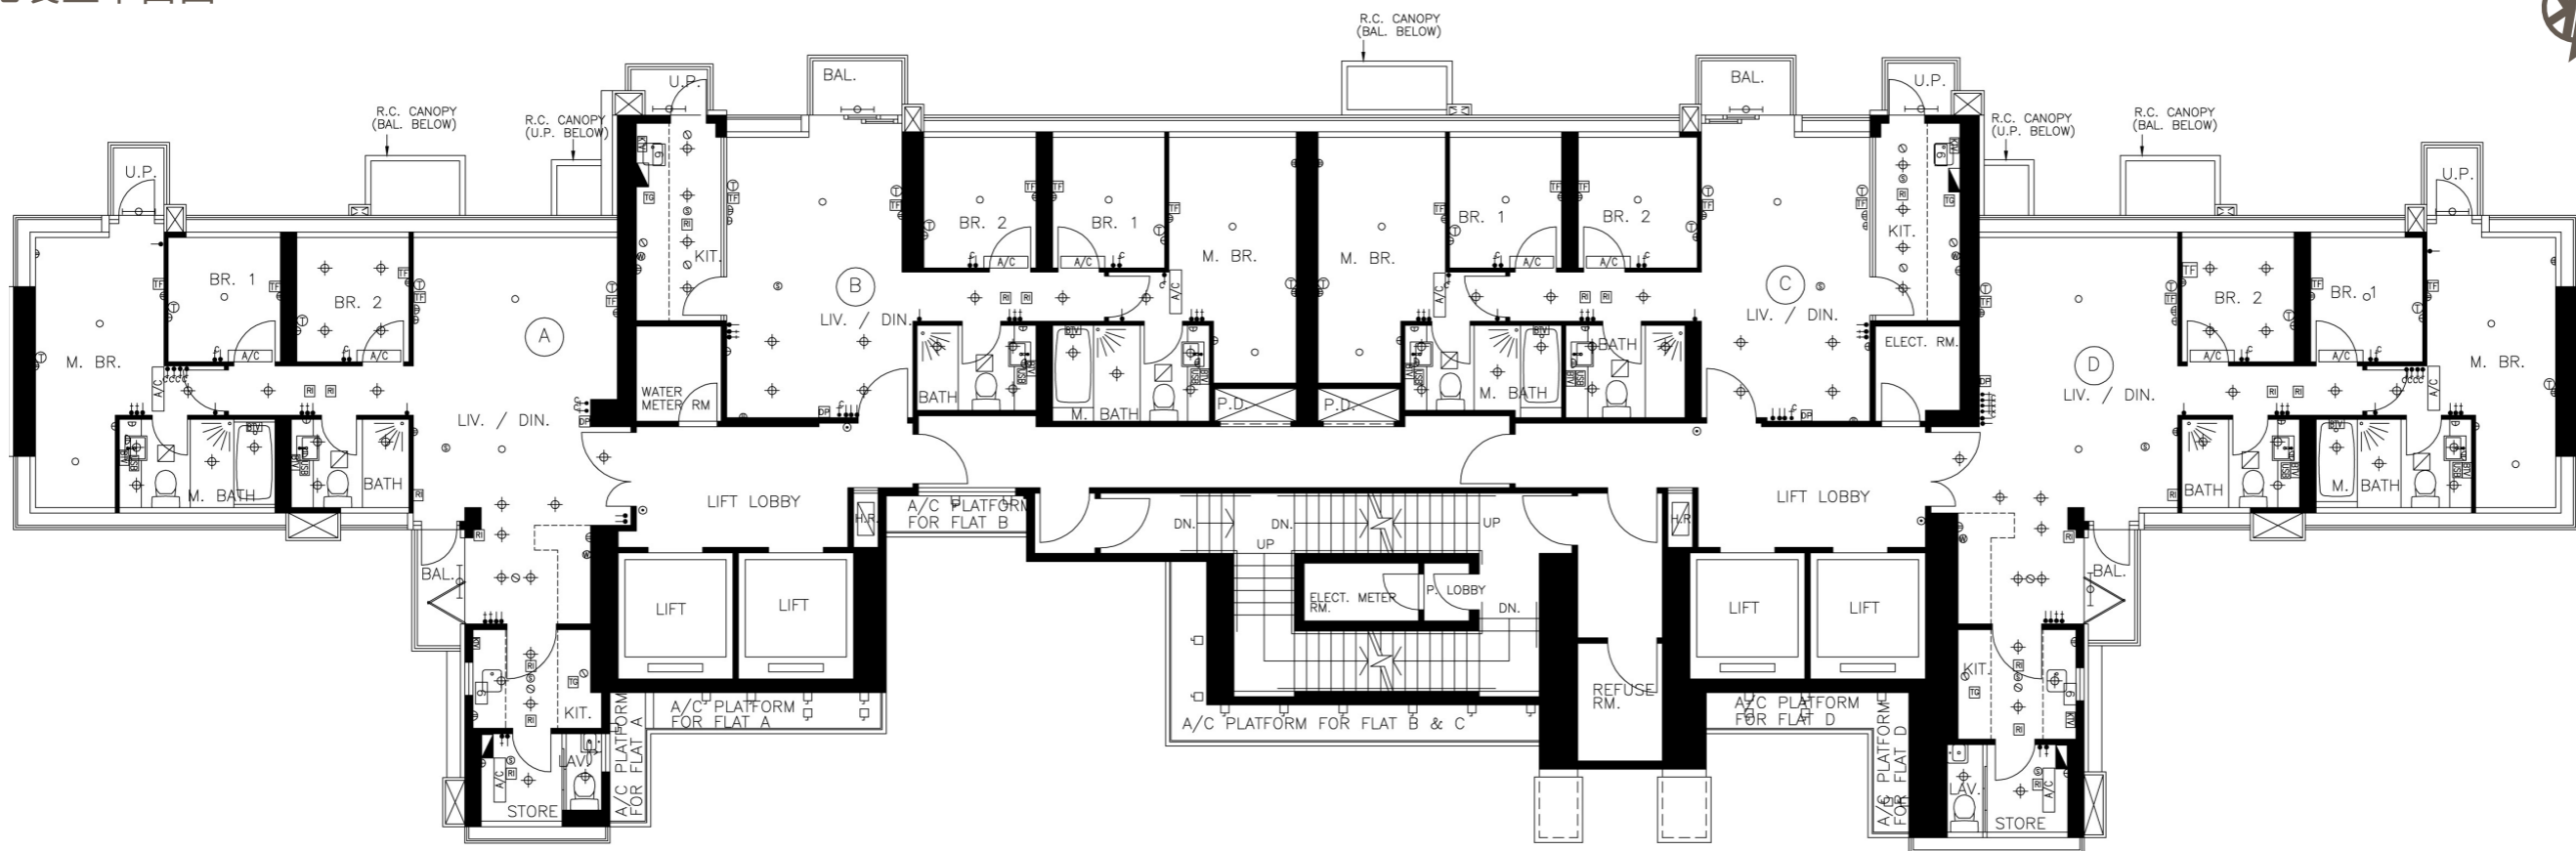 R.C. CANOPY
(BAL. BELOW)
U.P.
BAL.
BAL.
U.P.
R.C. CANOPY
(BAL. BELOW)
R.C. CANOPY
(U.P. BELOW)
R.C. CANOPY
(U.P. BELOW)
R.C. CANOPY
(BAL. BELOW)
U.P.
U.P.
M. BR.
BR. 1
BR. 2
A
LIV. / DIN.
M. BATH
BATH
KIT.
B
LIV. / DIN.
BR. 2
BR. 1
M. BR.
BATH
M. BATH
P.D.
WATER
METER RM
M. BR.
BR. 1
BR. 2
C
LIV. / DIN.
KIT.
P.D.
M. BATH
BATH
ELECT. RM.
D
LIV. / DIN.
BR. 2
BR. 1
M. BR.
BATH
M. BATH
A/C
A/C
A/C
A/C
A/C
A/C
A/C
A/C
A/C
A/C
A/C
A/C
LIFT LOBBY
H.R.
A/C PLATFORM
FOR FLAT B
DN.
DN.
UP
UP
H.R.
LIFT LOBBY
BAL.
LIFT
LIFT
ELECT. METER
RM.
P. LOBBY
DN.
LIFT
LIFT
BAL.
KIT.
A/C PLATFORM
FOR FLAT A
A/C PLATFORM
FOR FLAT A
A/C PLATFORM FOR FLAT B & C
REFUSE
RM.
A/C PLATFORM
FOR FLAT D
A/C PLATFORM
FOR FLAT D
KIT.
A/C
LAV.
STORE
LAV.
A/C
STORE